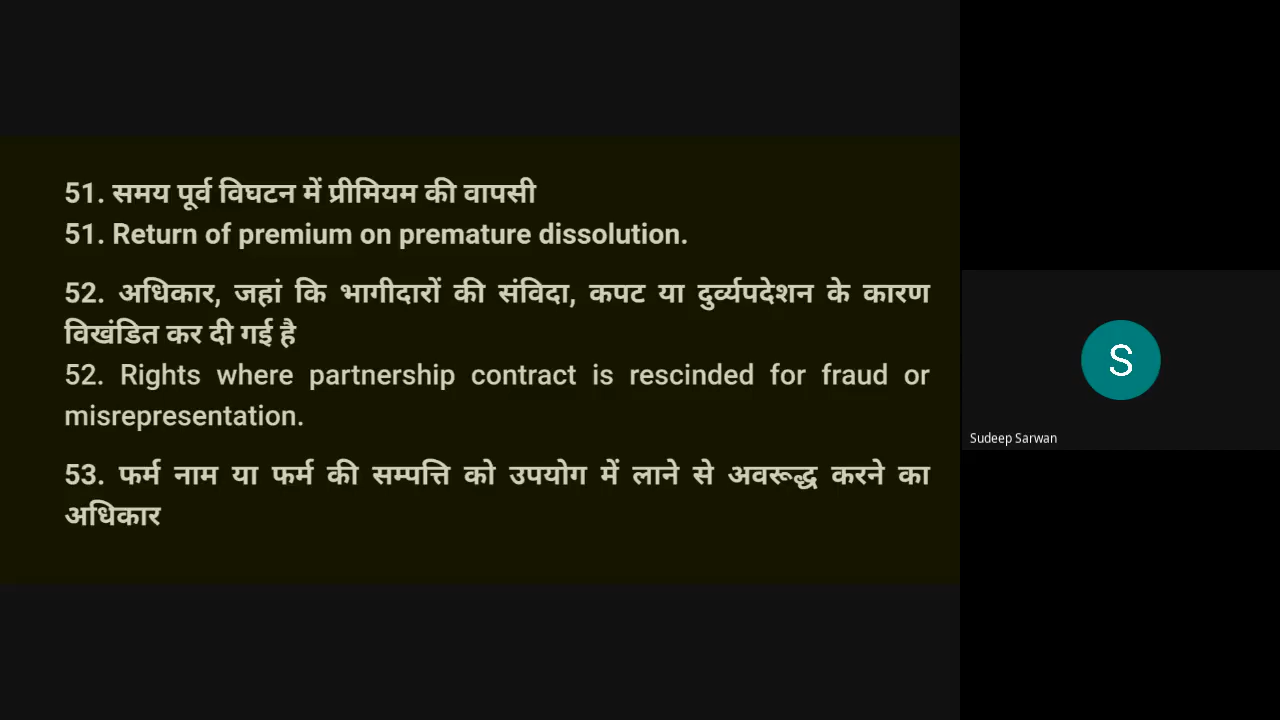 51. समय पूर्व विघटन में प्रीमियम की वापसी
51. Return of premium on premature dissolution.
52. अधिकार, जहां कि भागीदारों की संविदा, कपट या दुर्व्यपदेशन के कारण
विखंडित कर दी गई है
52. Rights where partnership contract is rescinded for fraud or
misrepresentation.
53. फर्म नाम या फर्म की सम्पत्ति को उपयोग में लाने से अवरूद्ध करने का
अधिकार
S
Sudeep Sarwan